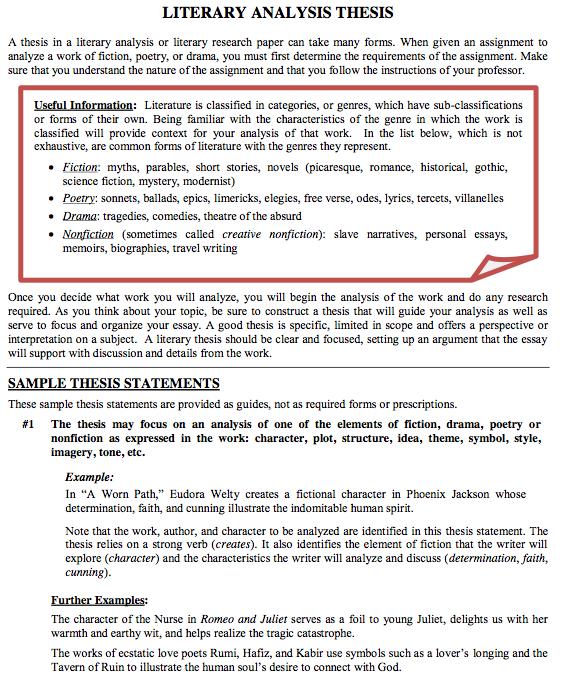 LITERARY ANALYSIS THESIS
A thesis in a literary analysis or literary research paper can take many forms. When given an assignment to
analyze a work of fiction, poetry, or drama, you must first determine the requirements of the assignment. Make
sure that you understand the nature of the assignment and that you follow the instructions of your professor.
Useful Information: Literature is classified in categories, or genres, which have sub-classifications
or forms of their own. Being familiar with the characteristics of the genre in which the work is
classified will provide context for your analysis of that work. In the list below, which is not
exhaustive, are common forms of literature with the genres they represent.
• Fiction: myths, parables, short stories, novels (picaresque, romance, historical, gothic,
science fiction, mystery, modernist)
• Poetry: sonnets, ballads, epics, limericks, elegies, free verse, odes, lyrics, tercets, villanelles
• Drama: tragedies, comedies, theatre of the absurd
• Nonfiction (sometimes called creative nonfiction): slave narratives, personal essays,
memoirs, biographies, travel writing
Once you decide what work you will analyze, you will begin the analysis of the work and do any research
required. As you think about your topic, be sure to construct a thesis that will guide your analysis as well as
serve to focus and organize your essay. A good thesis is specific, limited in scope and offers a perspective or
interpretation on a subject. A literary thesis should be clear and focused, setting up an argument that the essay
will support with discussion and details from the work.
SAMPLE THESIS STATEMENTS
These sample thesis statements are provided as guides, not as required forms or prescriptions.
#1 The thesis may focus on an analysis of one of the elements of fiction, drama, poetry or
nonfiction as expressed in the work: character, plot, structure, idea, theme, symbol, style,
imagery, tone, etc.
Example:
In “A Worn Path,” Eudora Welty creates a fictional character in Phoenix Jackson whose
determination, faith, and cunning illustrate the indomitable human spirit.
Note that the work, author, and character to be analyzed are identified in this thesis statement. The
thesis relies on a strong verb (creates). It also identifies the element of fiction that the writer will
explore (character) and the characteristics the writer will analyze and discuss (determination, faith,
cunning).
Further Examples:
The character of the Nurse in Romeo and Juliet serves as a foil to young Juliet, delights us with her
warmth and earthy wit, and helps realize the tragic catastrophe.
The works of ecstatic love poets Rumi, Hafiz, and Kabir use symbols such as a lover’s longing and the
Tavern of Ruin to illustrate the human soul’s desire to connect with God.